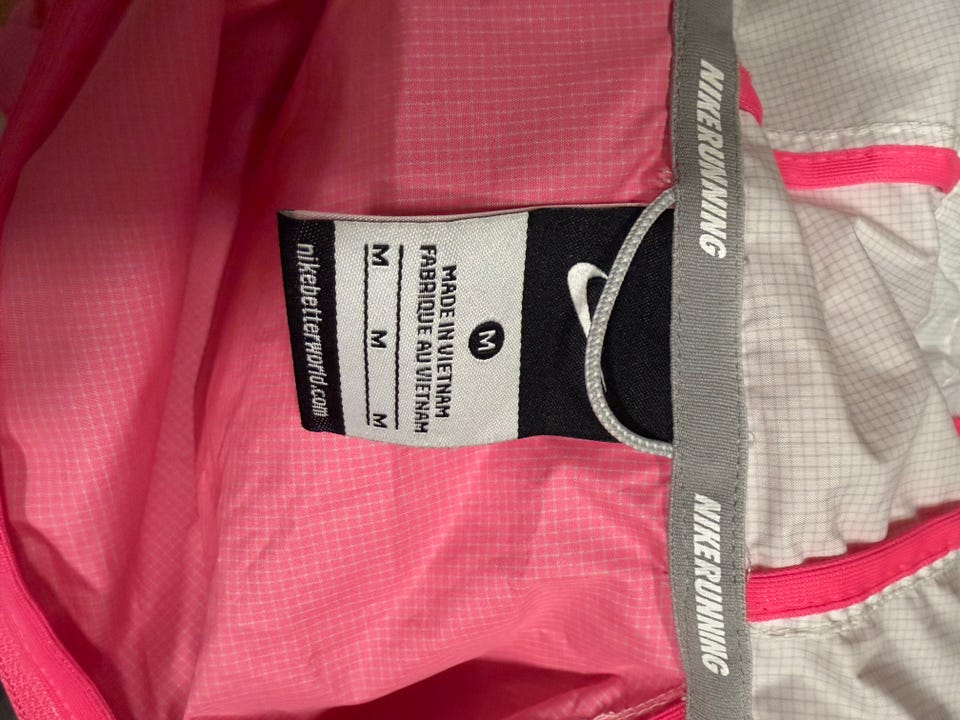 NIKERUNNING
NIKERUNNING
M
MADE IN VIETNAM
FABRIQUE AU VIETNAM
M M M
nikebetterworld.com